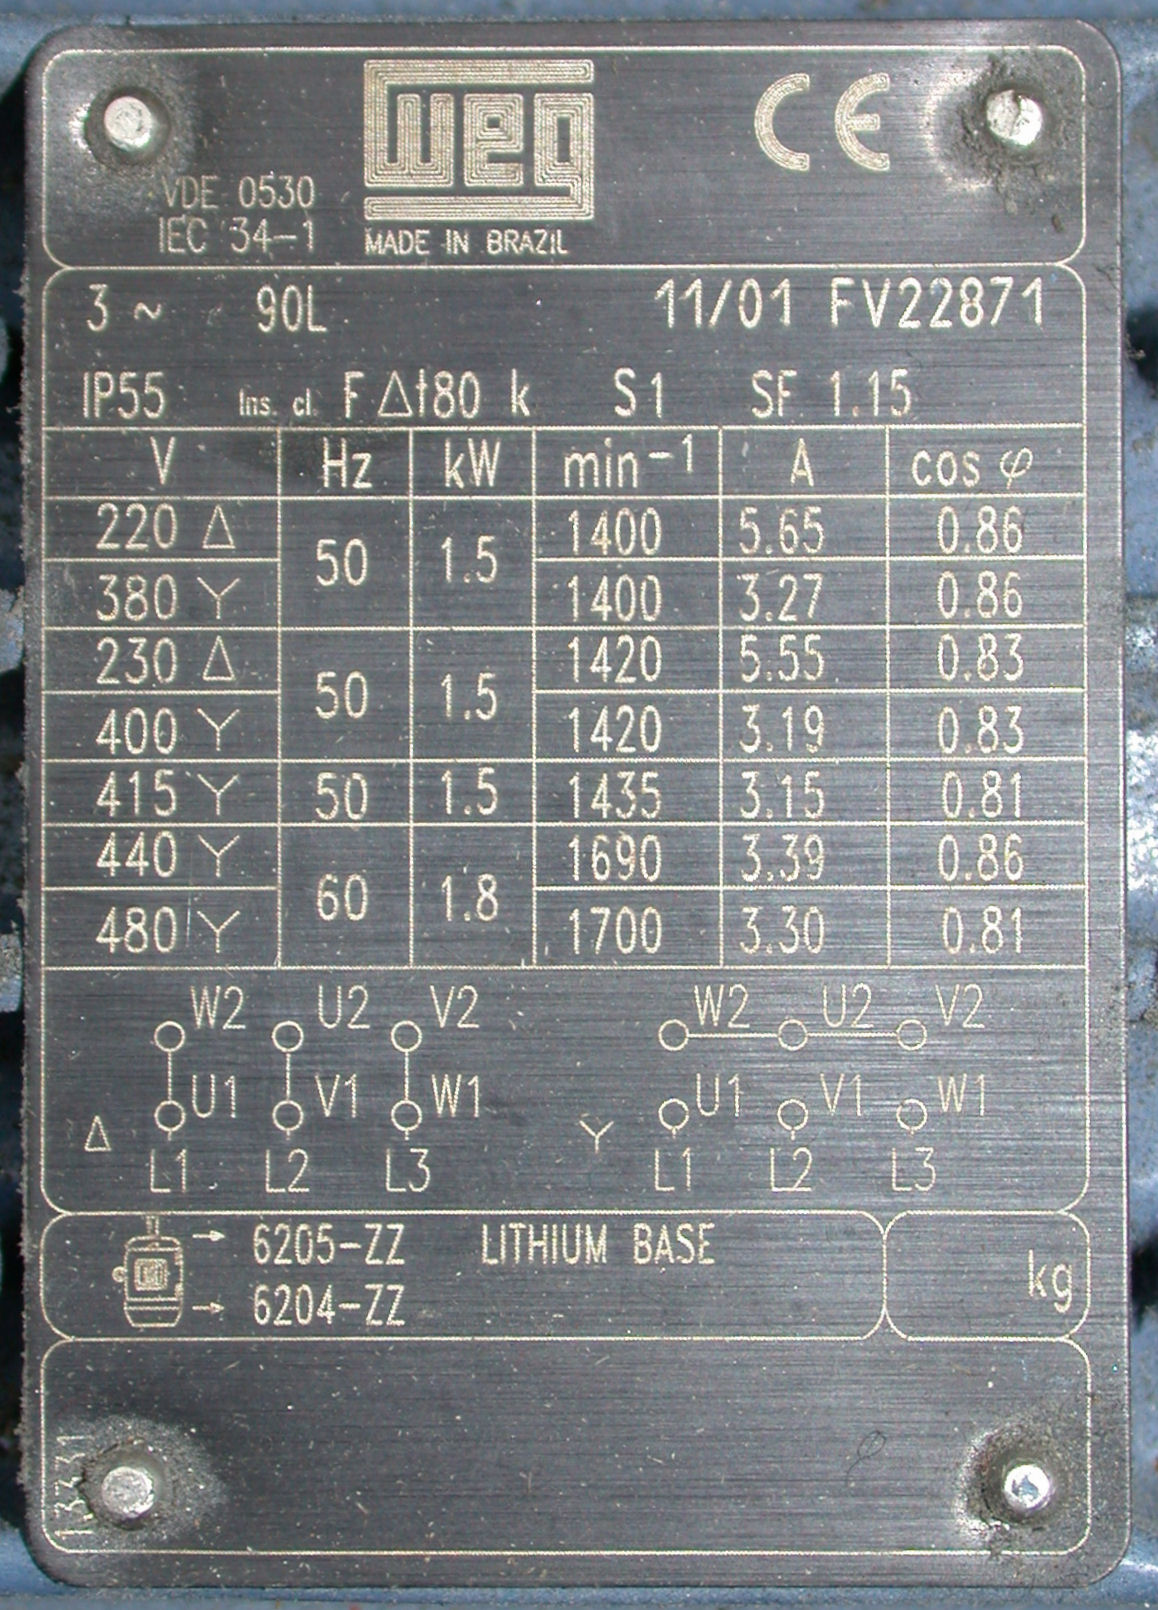 weg
CE
VDE 0530
IEC 34-1
MADE IN BRAZIL
3 ~ 90L 11/01 FV22871
IP55 Ins. cl. F Δt80 k S1 SF 1.15
V Hz kW min⁻¹ A cos φ
220 Δ 50 1.5 1400 5.65 0.86
380 Y 1400 3.27 0.86
230 Δ 50 1.5 1420 5.55 0.83
400 Y 1420 3.19 0.83
415 Y 50 1.5 1435 3.15 0.81
440 Y 60 1.8 1690 3.39 0.86
480 Y 1700 3.30 0.81
W2 U2 V2 W2 U2 V2
U1 V1 W1 U1 V1 W1
Δ Y
L1 L2 L3 L1 L2 L3
6205-ZZ LITHIUM BASE
6204-ZZ
kg
13331